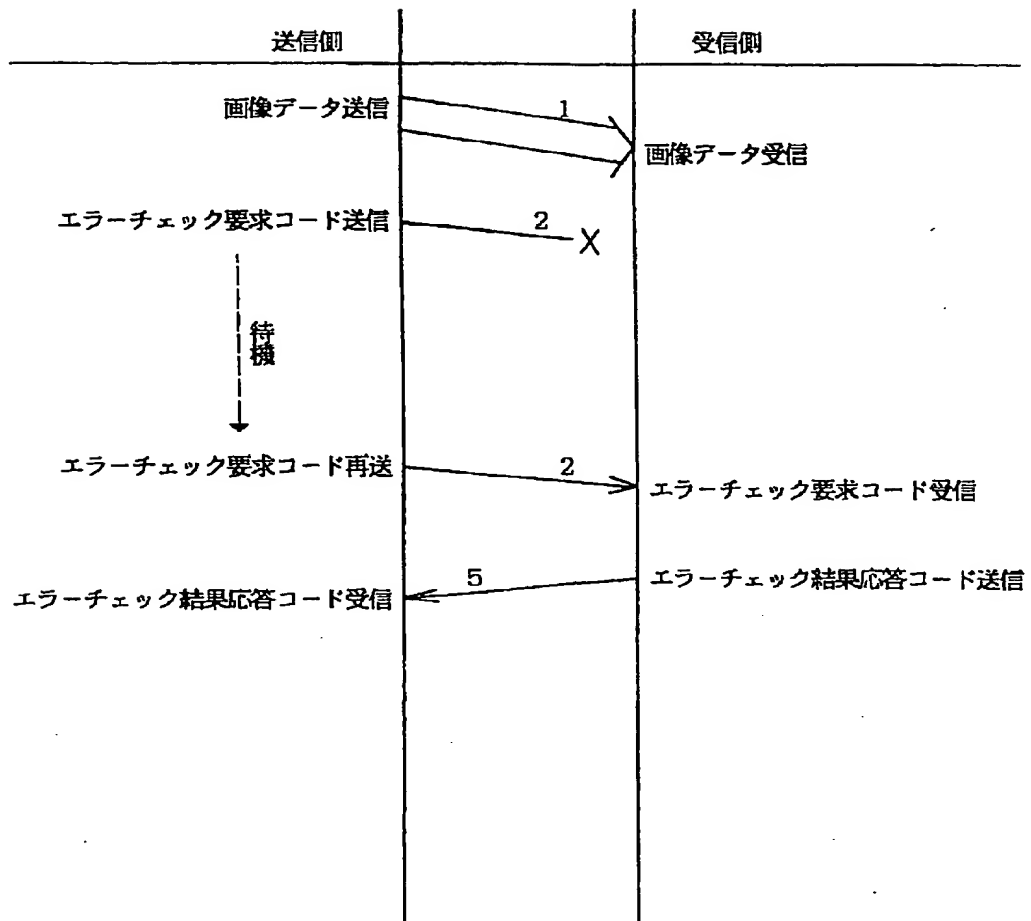 送信側
受信側
画像データ送信
1
画像データ受信
エラーチェック要求コード送信
2
X
待機
エラーチェック要求コード再送
2
エラーチェック要求コード受信
エラーチェック結果応答コード送信
5
エラーチェック結果応答コード受信